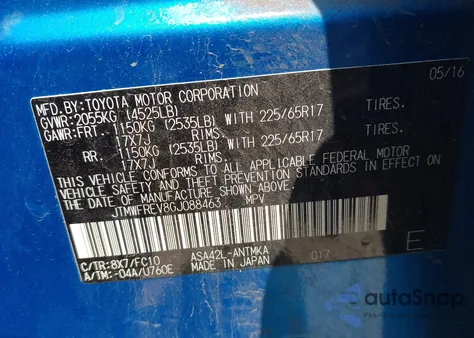 MFD.BY:TOYOTA MOTOR CORPORATION 05/16
GVWR: 2055KG (4525LB)
GAWR:FRT. 1150KG (2535LB) WITH 225/65R17 TIRES.
17X7J RIMS.
RR. 1150KG (2535LB) WITH 225/65R17 TIRES.
17X7J RIMS.
THIS VEHICLE CONFORMS TO ALL APPLICABLE FEDERAL MOTOR
VEHICLE SAFETY STANDARDS IN EFFECT ON
THE DATE OF MANUFACTURE SHOWN ABOVE.
JTMWFREV8GJ088463 MPV
C/TR:8X7/FC10 ASA42L-ANTMKA 017 E
A/TM:-04A/U760E MADE IN JAPAN
autoSnap